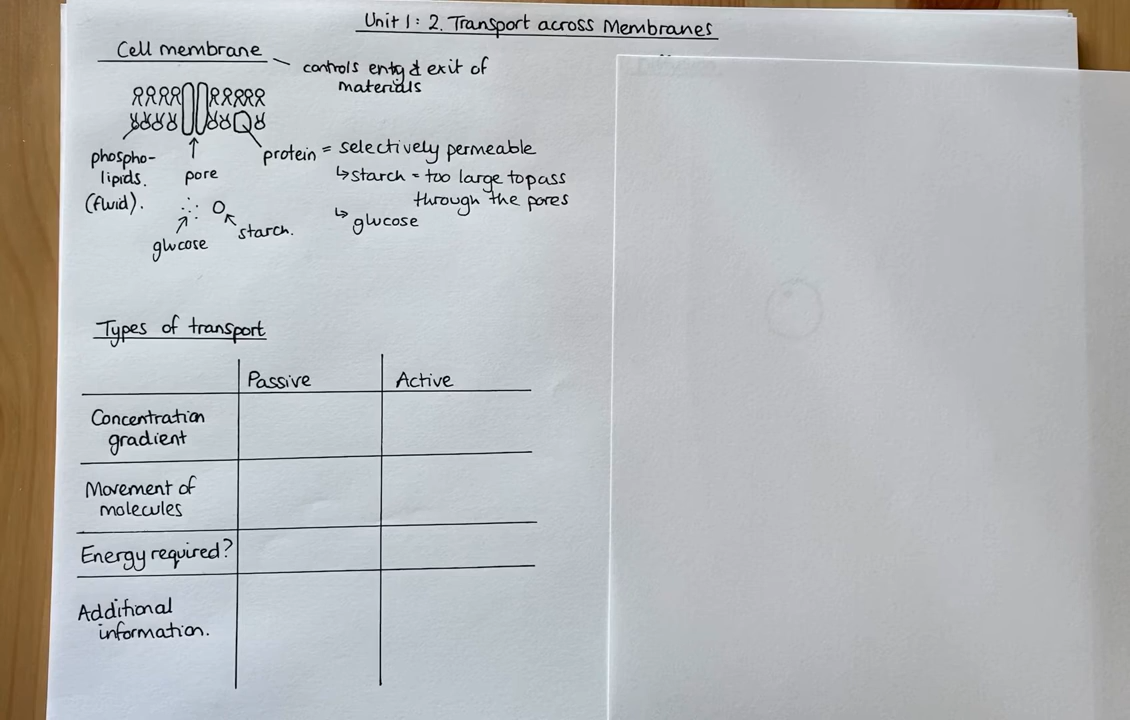 Unit 1: 2. Transport across Membranes
Cell membrane
controls entry & exit of
materials
phospho-
lipids.
(fluid).
pore
protein = selectively permeable
↳ starch = too large to pass
through the pores
↳ glucose
glucose
starch.
Types of transport
Passive
Active
Concentration
gradient
Movement of
molecules
Energy required?
Additional
information.